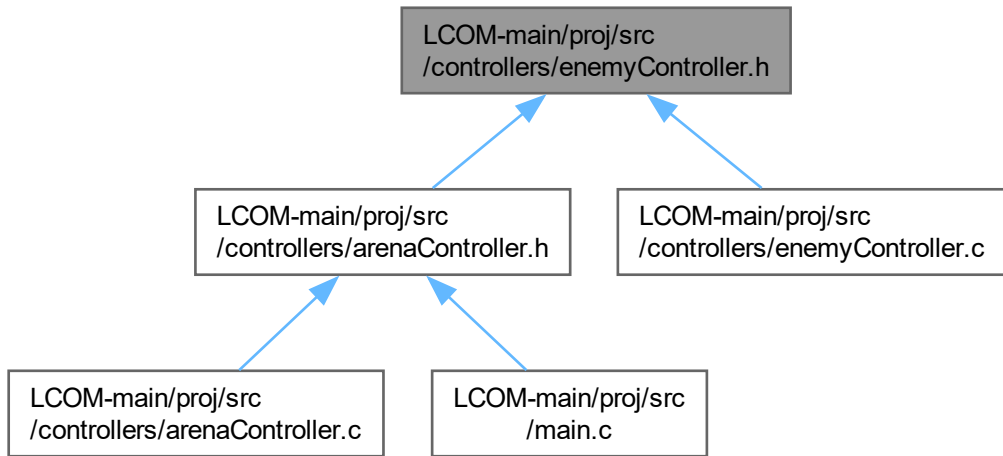 LCOM-main/proj/src
/controllers/enemyController.h
LCOM-main/proj/src
/controllers/arenaController.h
LCOM-main/proj/src
/controllers/enemyController.c
LCOM-main/proj/src
/controllers/arenaController.c
LCOM-main/proj/src
/main.c